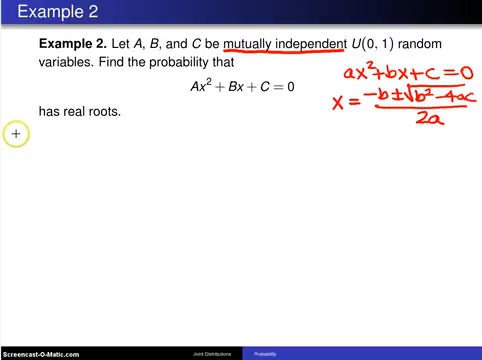 Example 2
Example 2. Let A, B, and C be mutually independent U(0, 1) random
variables. Find the probability that
Ax² + Bx + C = 0
has real roots.
ax²+bx+c=0
x = -b±√b²-4ac
2a
Screencast-O-Matic.com
Joint Distributions
Probability